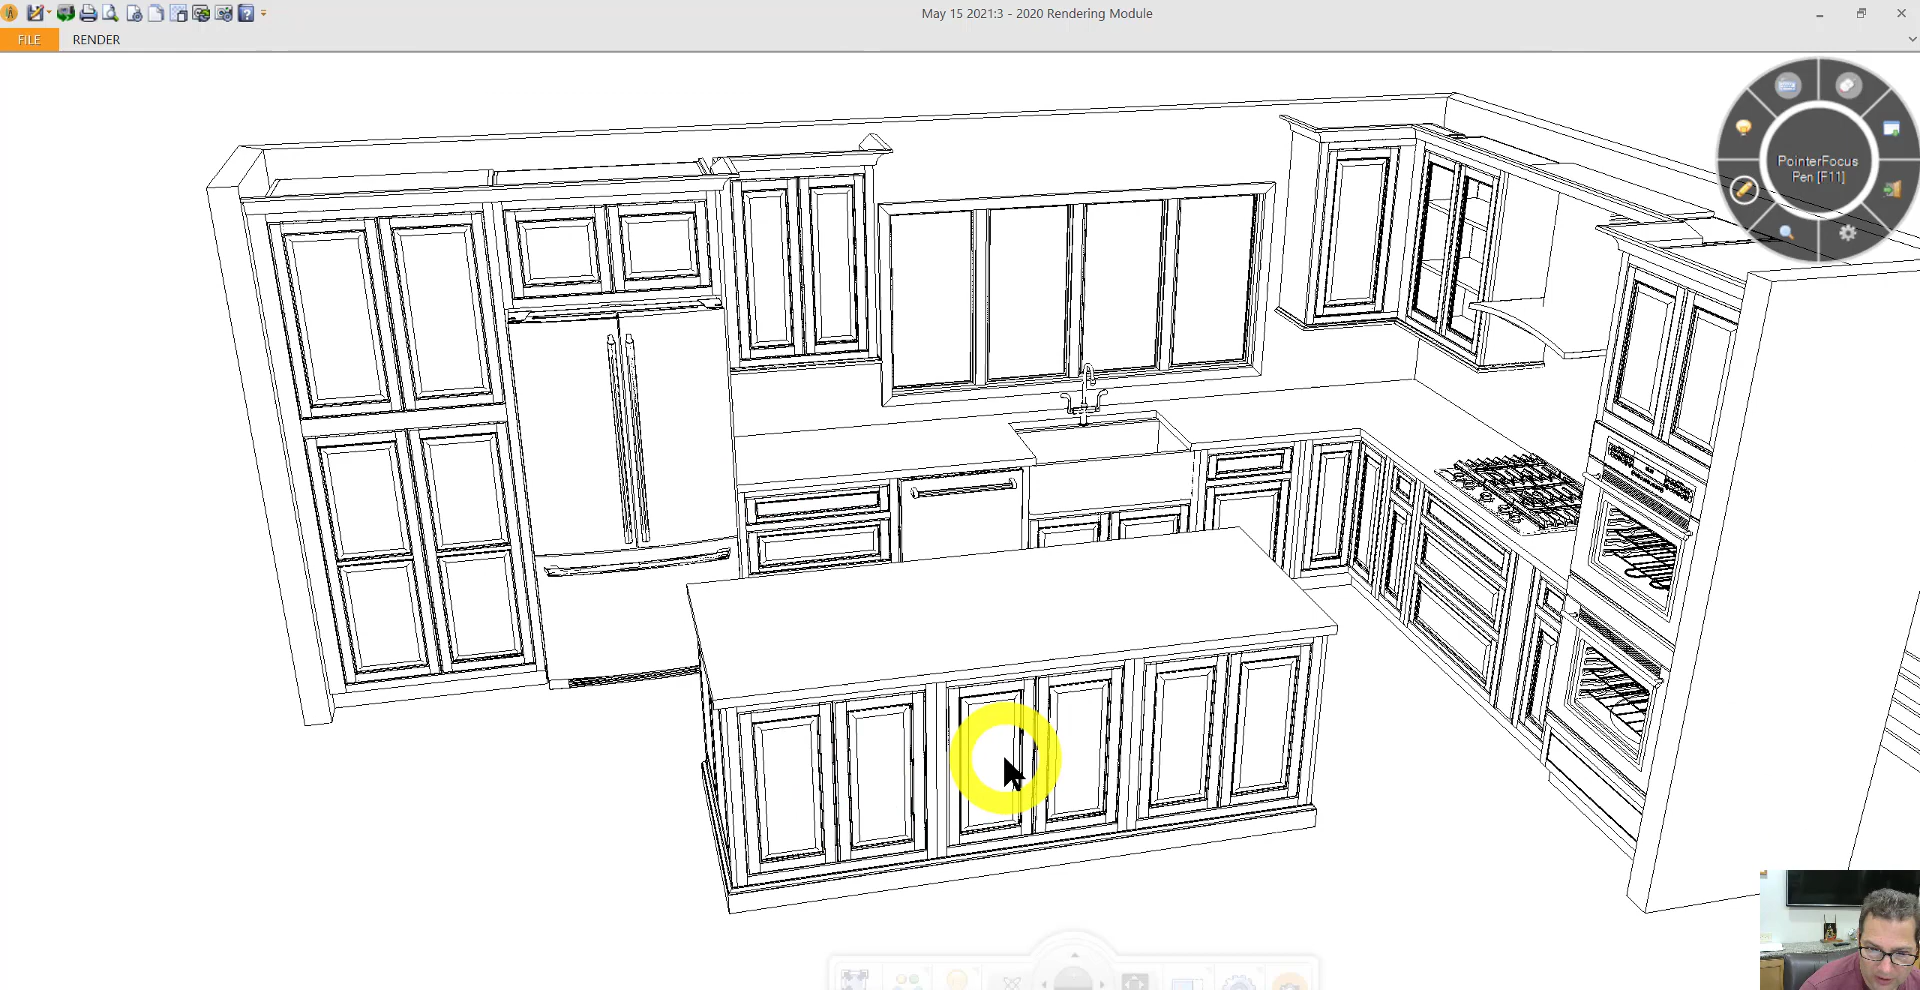 May 15 2021:3 - 2020 Rendering Module
FILE RENDER
PointerFocus
Pen [F11]